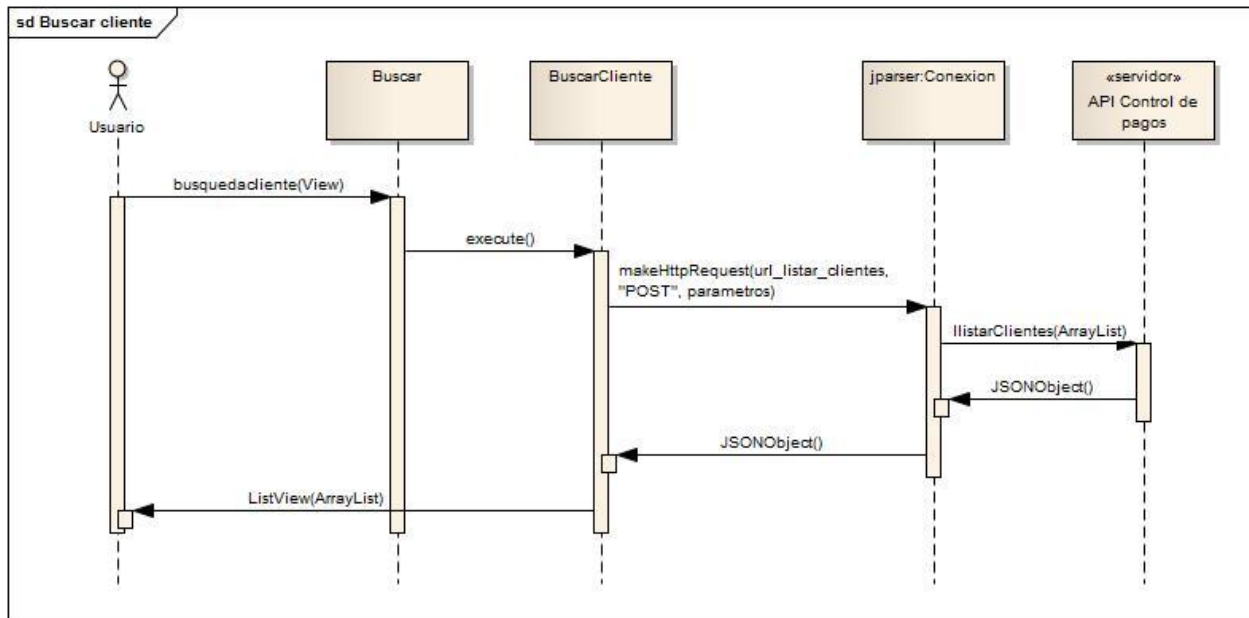 sd Buscar cliente
Usuario
Buscar
BuscarCliente
jparser:Conexion
«servidor»
API Control de
pagos
busquedacliente(View)
execute()
makeHttpRequest(url_listar_clientes,
"POST", parametros)
llistarClientes(ArrayList)
JSONObject()
JSONObject()
ListView(ArrayList)